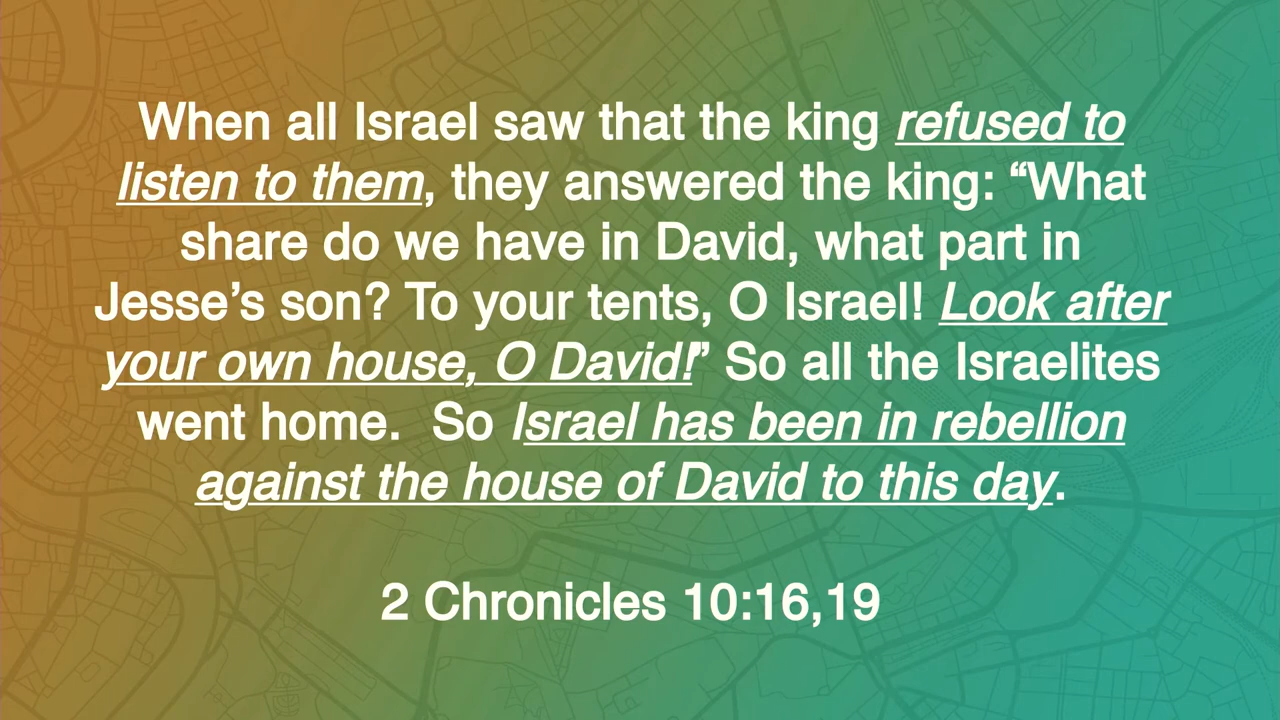 When all Israel saw that the king refused to
listen to them, they answered the king: “What
share do we have in David, what part in
Jesse’s son? To your tents, O Israel! Look after
your own house, O David!” So all the Israelites
went home.  So Israel has been in rebellion
against the house of David to this day.
2 Chronicles 10:16,19